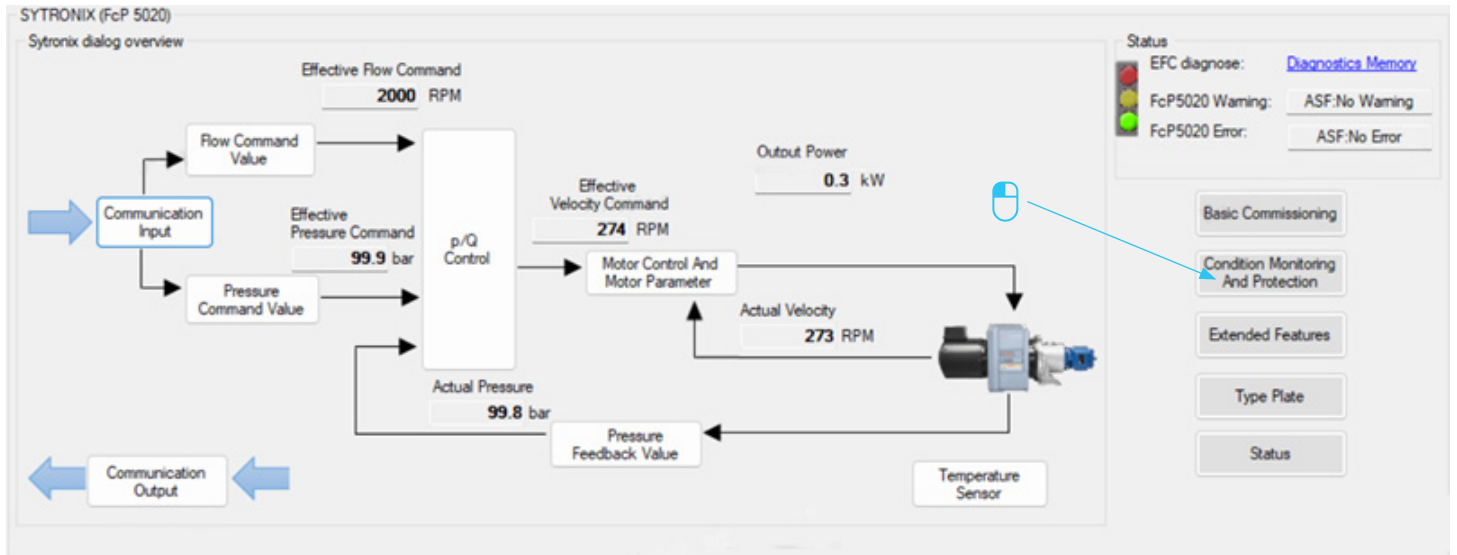 SYTRONIX (FcP 5020)
Sytronix dialog overview
Effective Flow Command
2000 RPM
Flow Command
Value
Communication
Input
Effective
Pressure Command
99.9 bar
Pressure
Command Value
p/Q
Control
Effective
Velocity Command
274 RPM
Output Power
0.3 kW
Motor Control And
Motor Parameter
Actual Velocity
273 RPM
Actual Pressure
99.8 bar
Pressure
Feedback Value
Communication
Output
Temperature
Sensor
Status
EFC diagnose: Diagnostics Memory
FcP5020 Warning: ASF:No Warning
FcP5020 Error: ASF:No Error
Basic Commissioning
Condition Monitoring
And Protection
Extended Features
Type Plate
Status